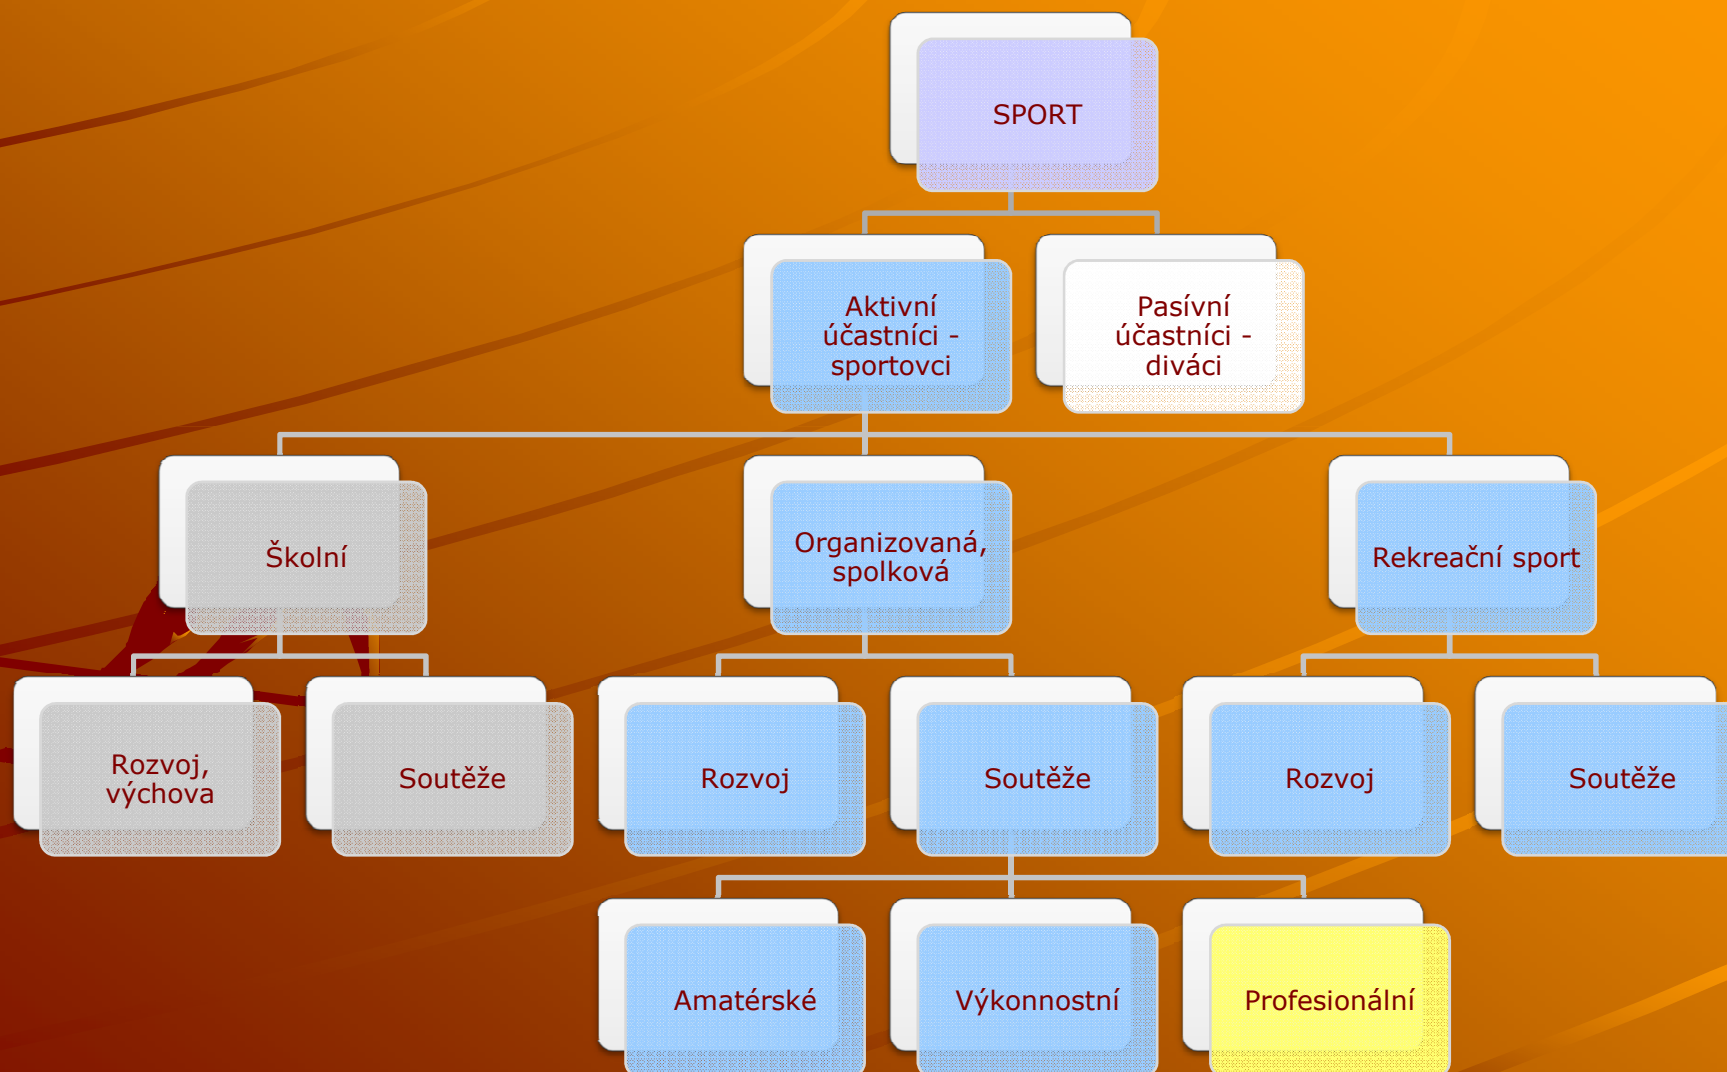 SPORT
Aktivní
účastníci -
sportovci
Pasívní
účastníci -
diváci
Školní
Organizovaná,
spolková
Rekreační sport
Rozvoj,
výchova
Soutěže
Rozvoj
Soutěže
Rozvoj
Soutěže
Amatérské
Výkonnostní
Profesionální